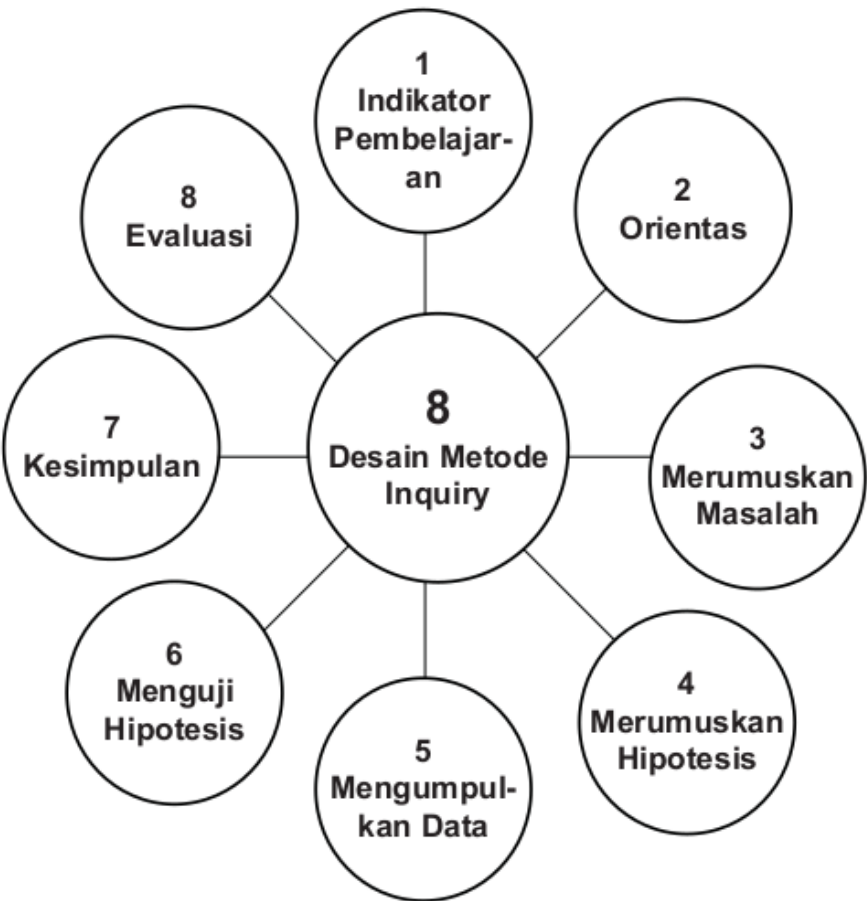 1
Indikator
Pembelajar-
an
2
Orientas
3
Merumuskan
Masalah
4
Merumuskan
Hipotesis
5
Mengumpul-
kan Data
6
Menguji
Hipotesis
7
Kesimpulan
8
Evaluasi
8
Desain Metode
Inquiry